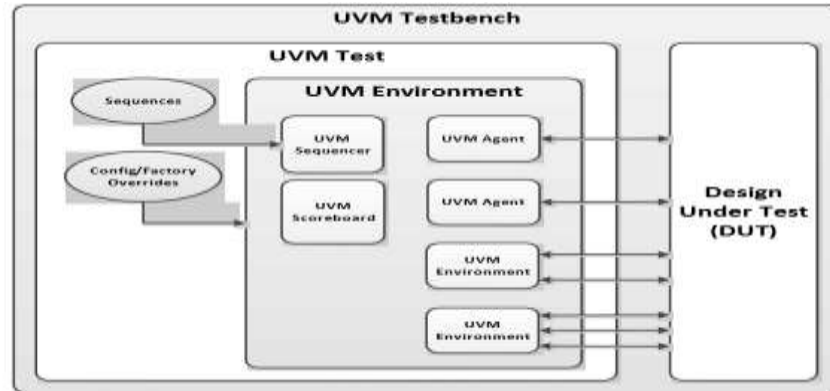 UVM Testbench
UVM Test
UVM Environment
Sequences
UVM
Sequencer
UVM Agent
Config/Factory
Overrides
UVM
Scoreboard
UVM Agent
Design
Under Test
(DUT)
UVM
Environment
UVM
Environment